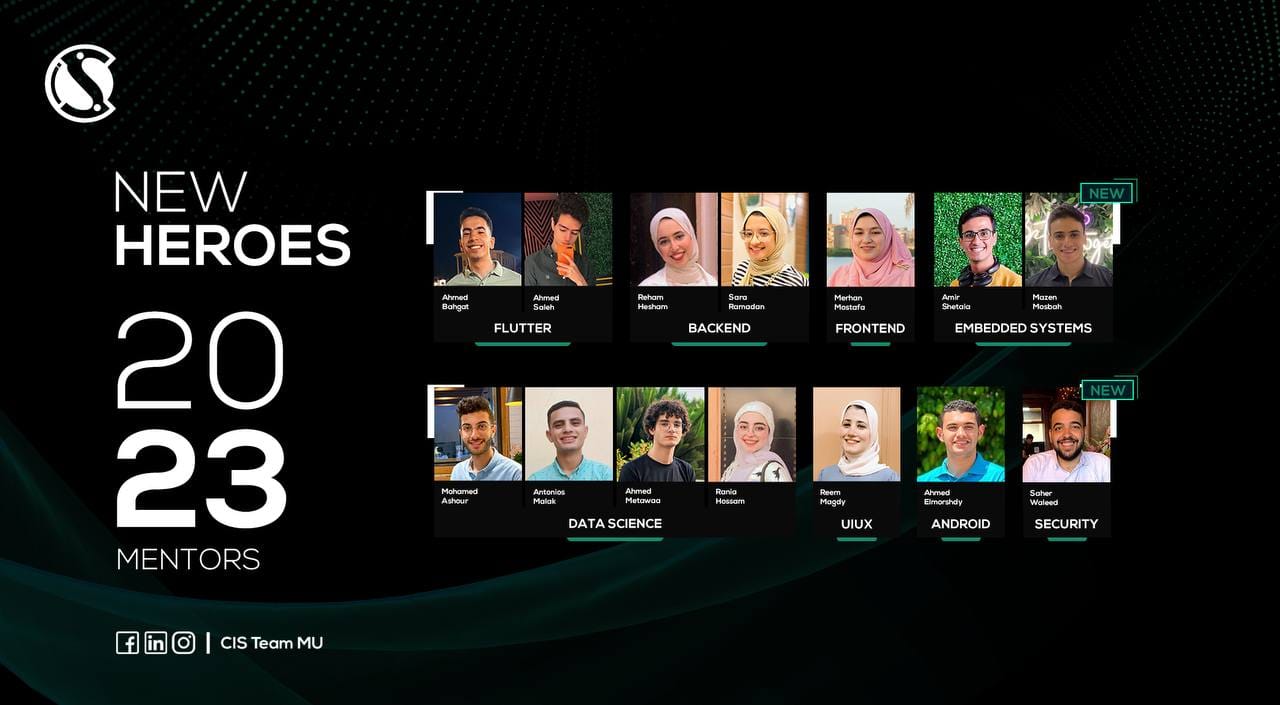 NEW
HEROES
20
23
MENTORS
CIS Team MU
NEW
Ahmed
Bahgat
Ahmed
Saleh
FLUTTER
Reham
Hesham
Sara
Ramadan
BACKEND
Merhan
Mostafa
FRONTEND
Amir
Shetaia
Mazen
Mosbah
EMBEDDED SYSTEMS
NEW
Mohamed
Ashour
Antonios
Malak
Ahmed
Metawaa
Rania
Hossam
DATA SCIENCE
Reem
Magdy
UIUX
Ahmed
Elmorshdy
ANDROID
Saher
Waleed
SECURITY